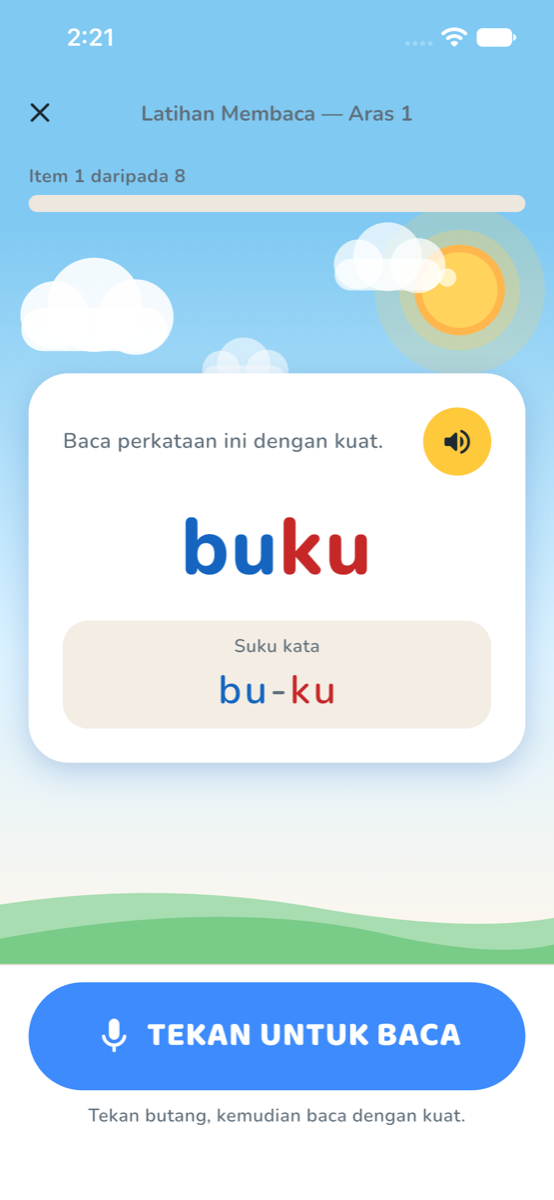 2:21
Latihan Membaca — Aras 1
Item 1 daripada 8
Baca perkataan ini dengan kuat.
buku
Suku kata
bu-ku
TEKAN UNTUK BACA
Tekan butang, kemudian baca dengan kuat.